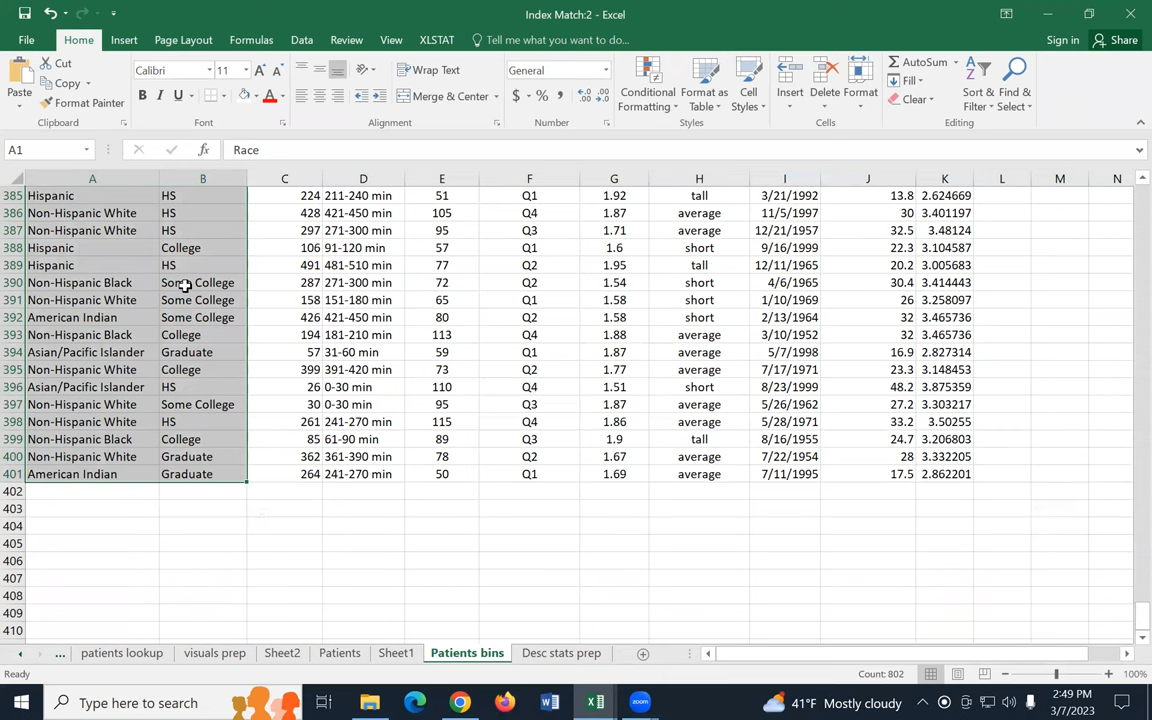 Index Match:2 - Excel
File Home Insert Page Layout Formulas Data Review View XLSTAT Tell me what you want to do... Sign in Share
Paste Cut Copy Format Painter Clipboard
Calibri 11 B I U A Font
Wrap Text Merge & Center Alignment
General $ % Number
Conditional Formatting Format as Table Cell Styles Styles
Insert Delete Format Cells
AutoSum Fill Clear Sort & Filter Find & Select Editing
A1 fx Race
A B C D E F G H I J K L M N
385 Hispanic HS 224 211-240 min 51 Q1 1.92 tall 3/21/1992 13.8 2.624669
386 Non-Hispanic White HS 428 421-450 min 105 Q4 1.87 average 11/5/1997 30 3.401197
387 Non-Hispanic White HS 297 271-300 min 95 Q3 1.71 average 12/21/1957 32.5 3.48124
388 Hispanic College 106 91-120 min 57 Q1 1.6 short 9/16/1999 22.3 3.104587
389 Hispanic HS 491 481-510 min 77 Q2 1.95 tall 12/11/1965 20.2 3.005683
390 Non-Hispanic Black Some College 287 271-300 min 72 Q2 1.54 short 4/6/1965 30.4 3.414443
391 Non-Hispanic White Some College 158 151-180 min 65 Q1 1.58 short 1/10/1969 26 3.258097
392 American Indian Some College 426 421-450 min 80 Q2 1.58 short 2/13/1964 32 3.465736
393 Non-Hispanic Black College 194 181-210 min 113 Q4 1.88 average 3/10/1952 32 3.465736
394 Asian/Pacific Islander Graduate 57 31-60 min 59 Q1 1.87 average 5/7/1998 16.9 2.827314
395 Non-Hispanic White College 399 391-420 min 73 Q2 1.77 average 7/17/1971 23.3 3.148453
396 Asian/Pacific Islander HS 26 0-30 min 110 Q4 1.51 short 8/23/1999 48.2 3.875359
397 Non-Hispanic White Some College 30 0-30 min 95 Q3 1.87 average 5/26/1962 27.2 3.303217
398 Non-Hispanic White HS 261 241-270 min 115 Q4 1.86 average 5/28/1971 33.2 3.50255
399 Non-Hispanic Black College 85 61-90 min 89 Q3 1.9 tall 8/16/1955 24.7 3.206803
400 Non-Hispanic White Graduate 362 361-390 min 78 Q2 1.67 average 7/22/1954 28 3.332205
401 American Indian Graduate 264 241-270 min 50 Q1 1.69 average 7/11/1995 17.5 2.862201
402
403
404
405
406
407
408
409
410
... patients lookup visuals prep Sheet2 Patients Sheet1 Patients bins Desc stats prep
Ready Count: 802 100%
Type here to search 41°F Mostly cloudy 2:49 PM
3/7/2023